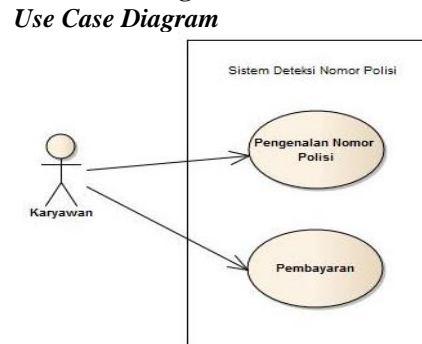 Use Case Diagram
Sistem Deteksi Nomor Polisi
Pengenalan Nomor
Polisi
Karyawan
Pembayaran